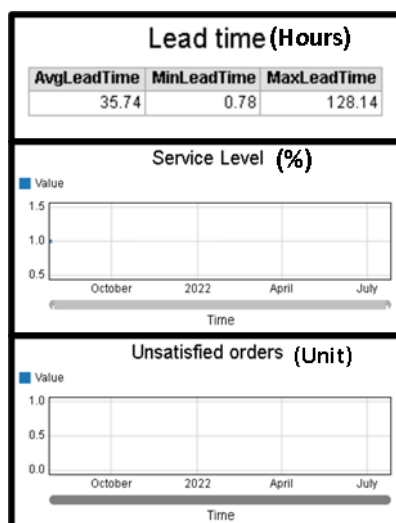 Lead time (Hours)
AvgLeadTime MinLeadTime MaxLeadTime
35.74 0.78 128.14
Service Level (%)
Value
1.5
1.0
0.5
October 2022 April July
Time
Unsatisfied orders (Unit)
Value
1.0
0.5
0.0
October 2022 April July
Time